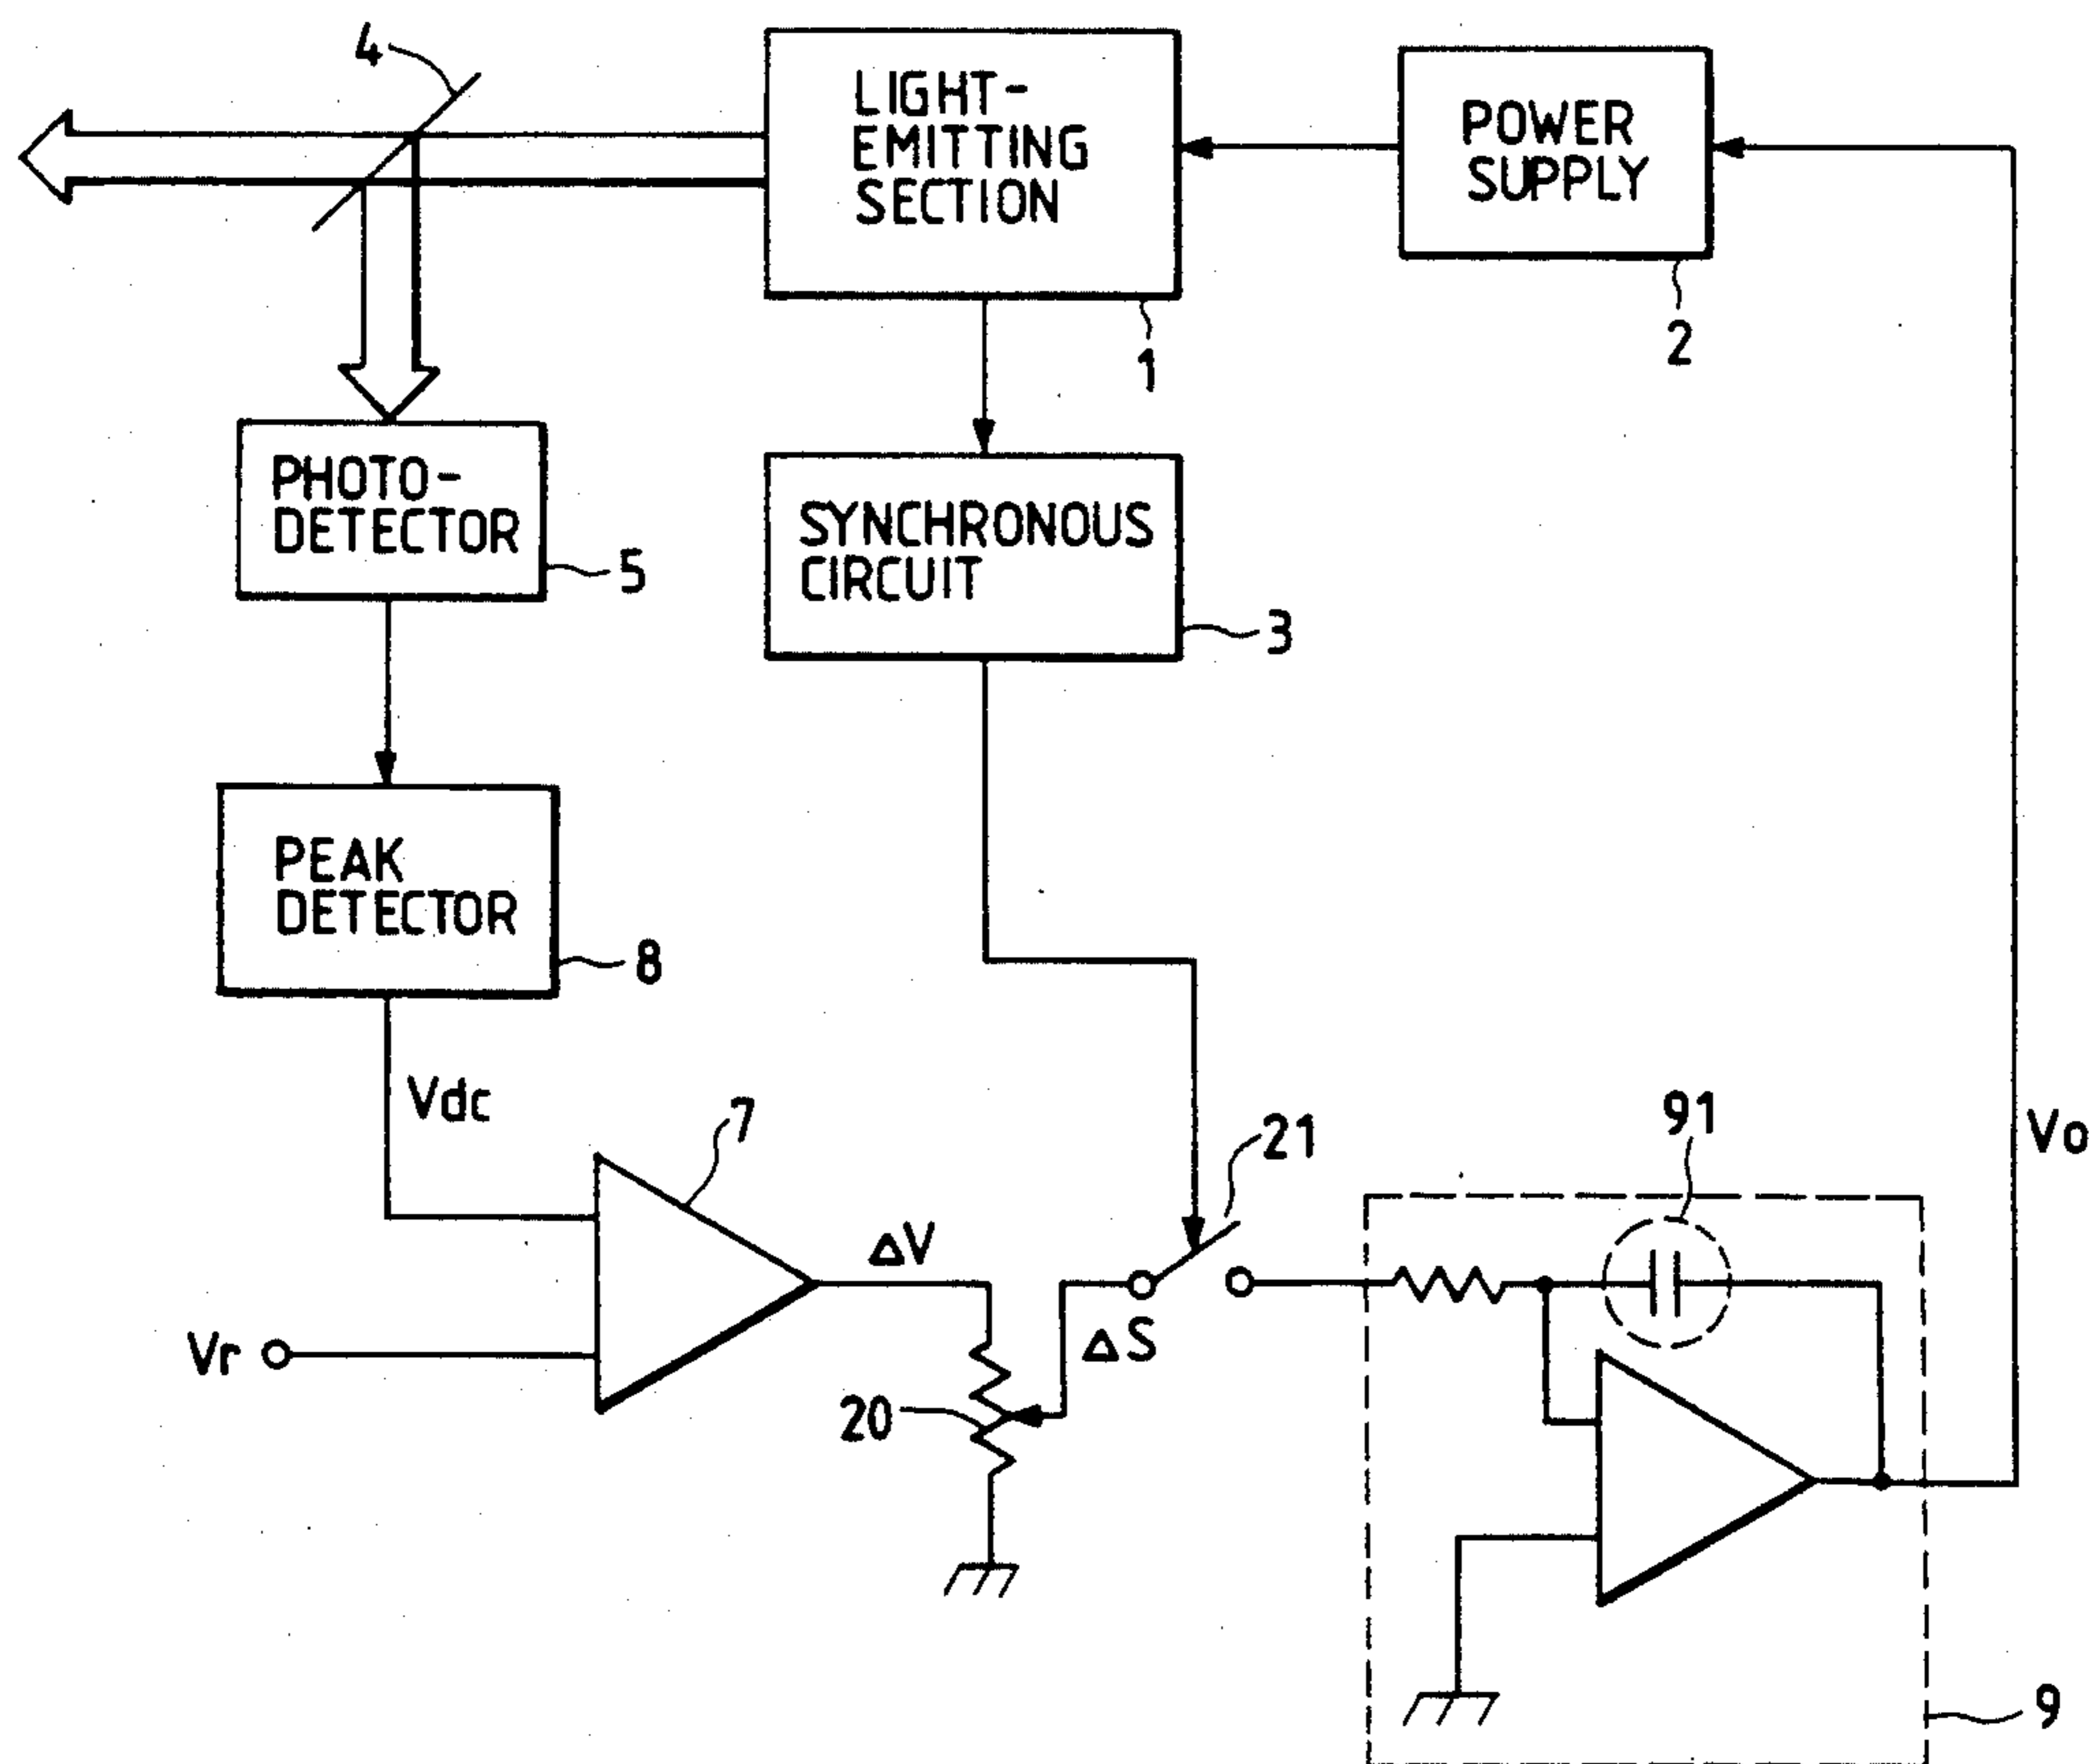 4
LIGHT-
EMITTING
SECTION
POWER
SUPPLY
1
2
PHOTO-
DETECTOR
5
SYNCHRONOUS
CIRCUIT
3
PEAK
DETECTOR
8
Vdc
7
21
91
Vo
ΔV
Vr
ΔS
20
9